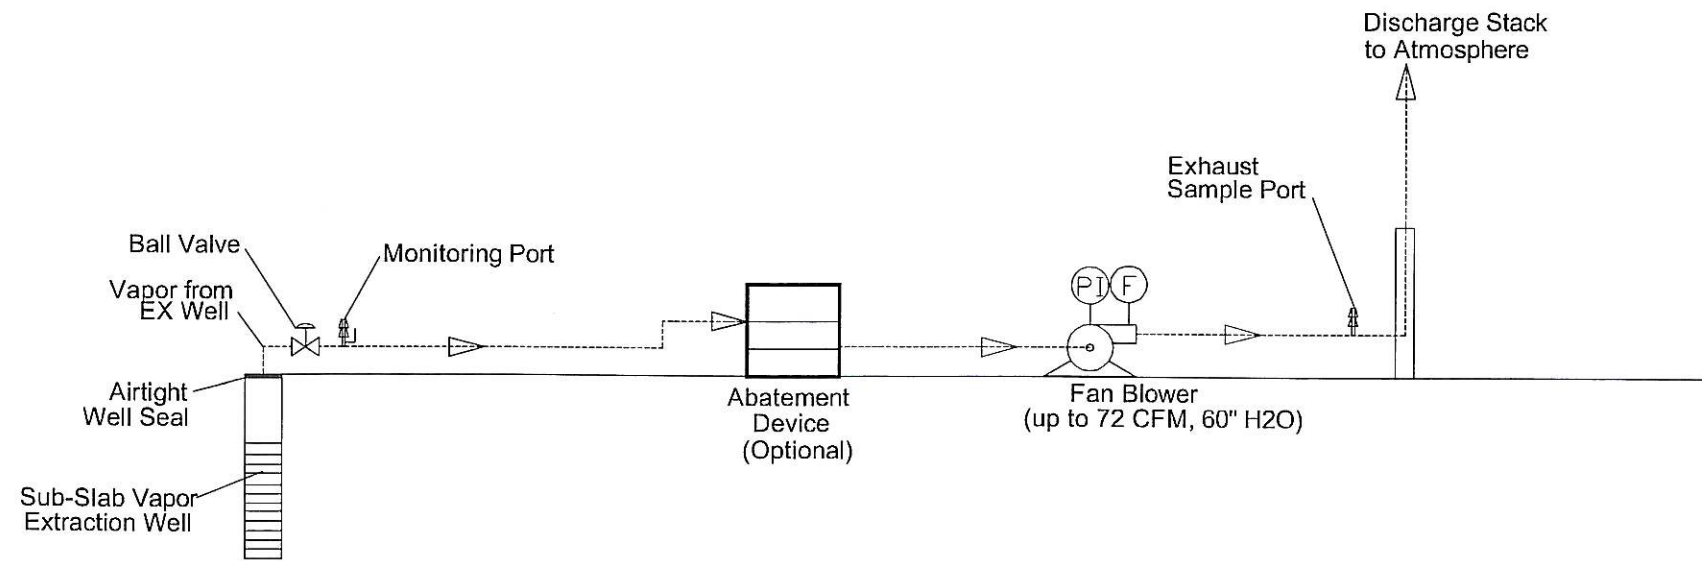 Discharge Stack
to Atmosphere
Exhaust
Sample Port
Ball Valve
Monitoring Port
Vapor from
EX Well
PI
F
Airtight
Well Seal
Abatement
Device
(Optional)
Fan Blower
(up to 72 CFM, 60" H2O)
Sub-Slab Vapor
Extraction Well